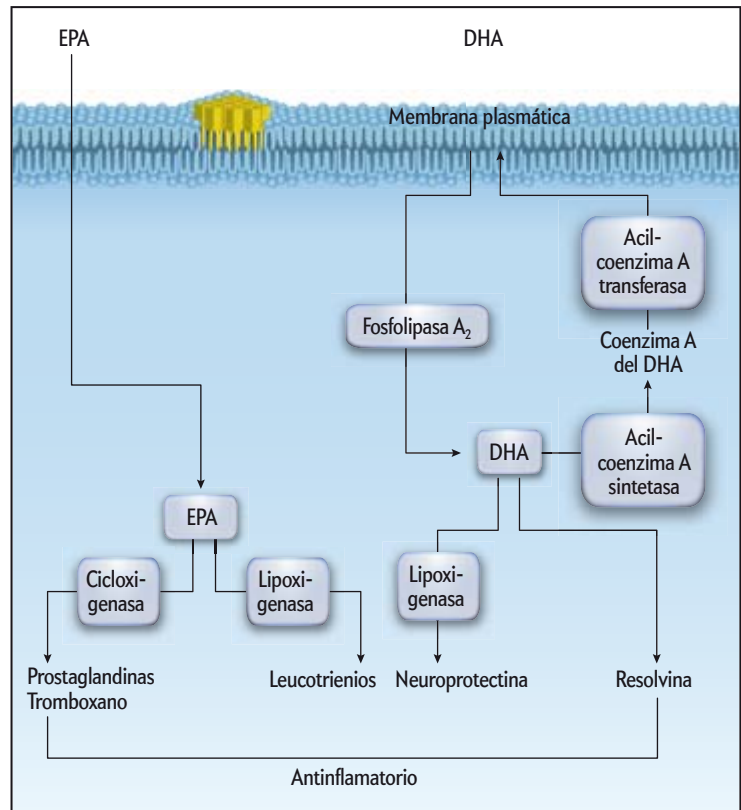 EPA
DHA
Membrana plasmática
Acil-
coenzima A
transferasa
Fosfolipasa A₂
Coenzima A
del DHA
DHA
Acil-
coenzima A
sintetasa
EPA
Cicloxi-
genasa
Lipoxi-
genasa
Lipoxi-
genasa
Prostaglandinas
Tromboxano
Leucotrienios
Neuroprotectina
Resolvina
Antinflamatorio